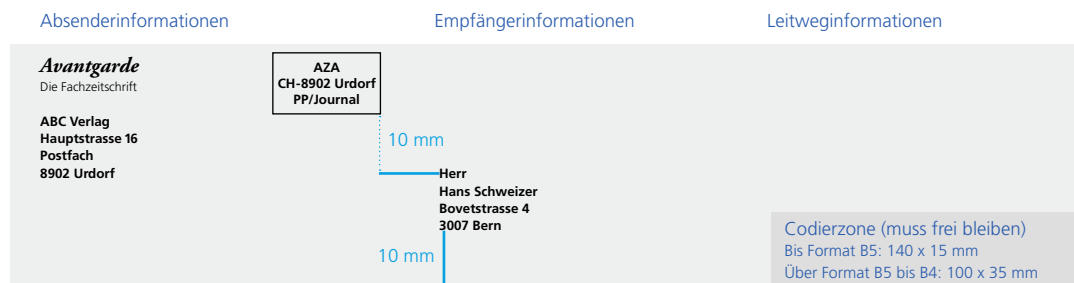 Absenderinformationen
Empfängerinformationen
Leitweginformationen
Avantgarde
Die Fachzeitschrift
ABC Verlag
Hauptstrasse 16
Postfach
8902 Urdorf
AZA
CH-8902 Urdorf
PP/Journal
10 mm
Herr
Hans Schweizer
Bovetstrasse 4
3007 Bern
10 mm
Codierzone (muss frei bleiben)
Bis Format B5: 140 x 15 mm
Über Format B5 bis B4: 100 x 35 mm